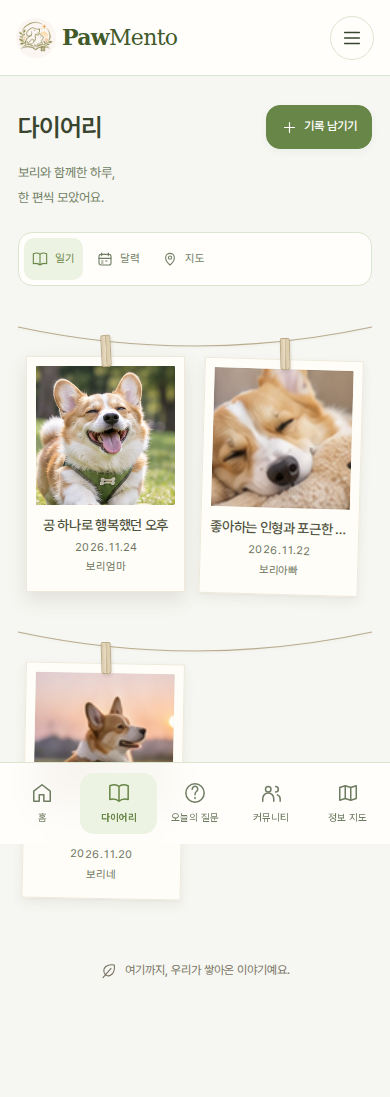 PawMento
다이어리
기록 남기기
보리와 함께한 하루,
한 편씩 모았어요.
일기
달력
지도
공 하나로 행복했던 오후
2026.11.24
보리엄마
좋아하는 인형과 포근한 ...
2026.11.22
보리아빠
홈
다이어리
오늘의 질문
커뮤니티
정보 지도
2026.11.20
보리네
여기까지, 우리가 쌓아온 이야기예요.